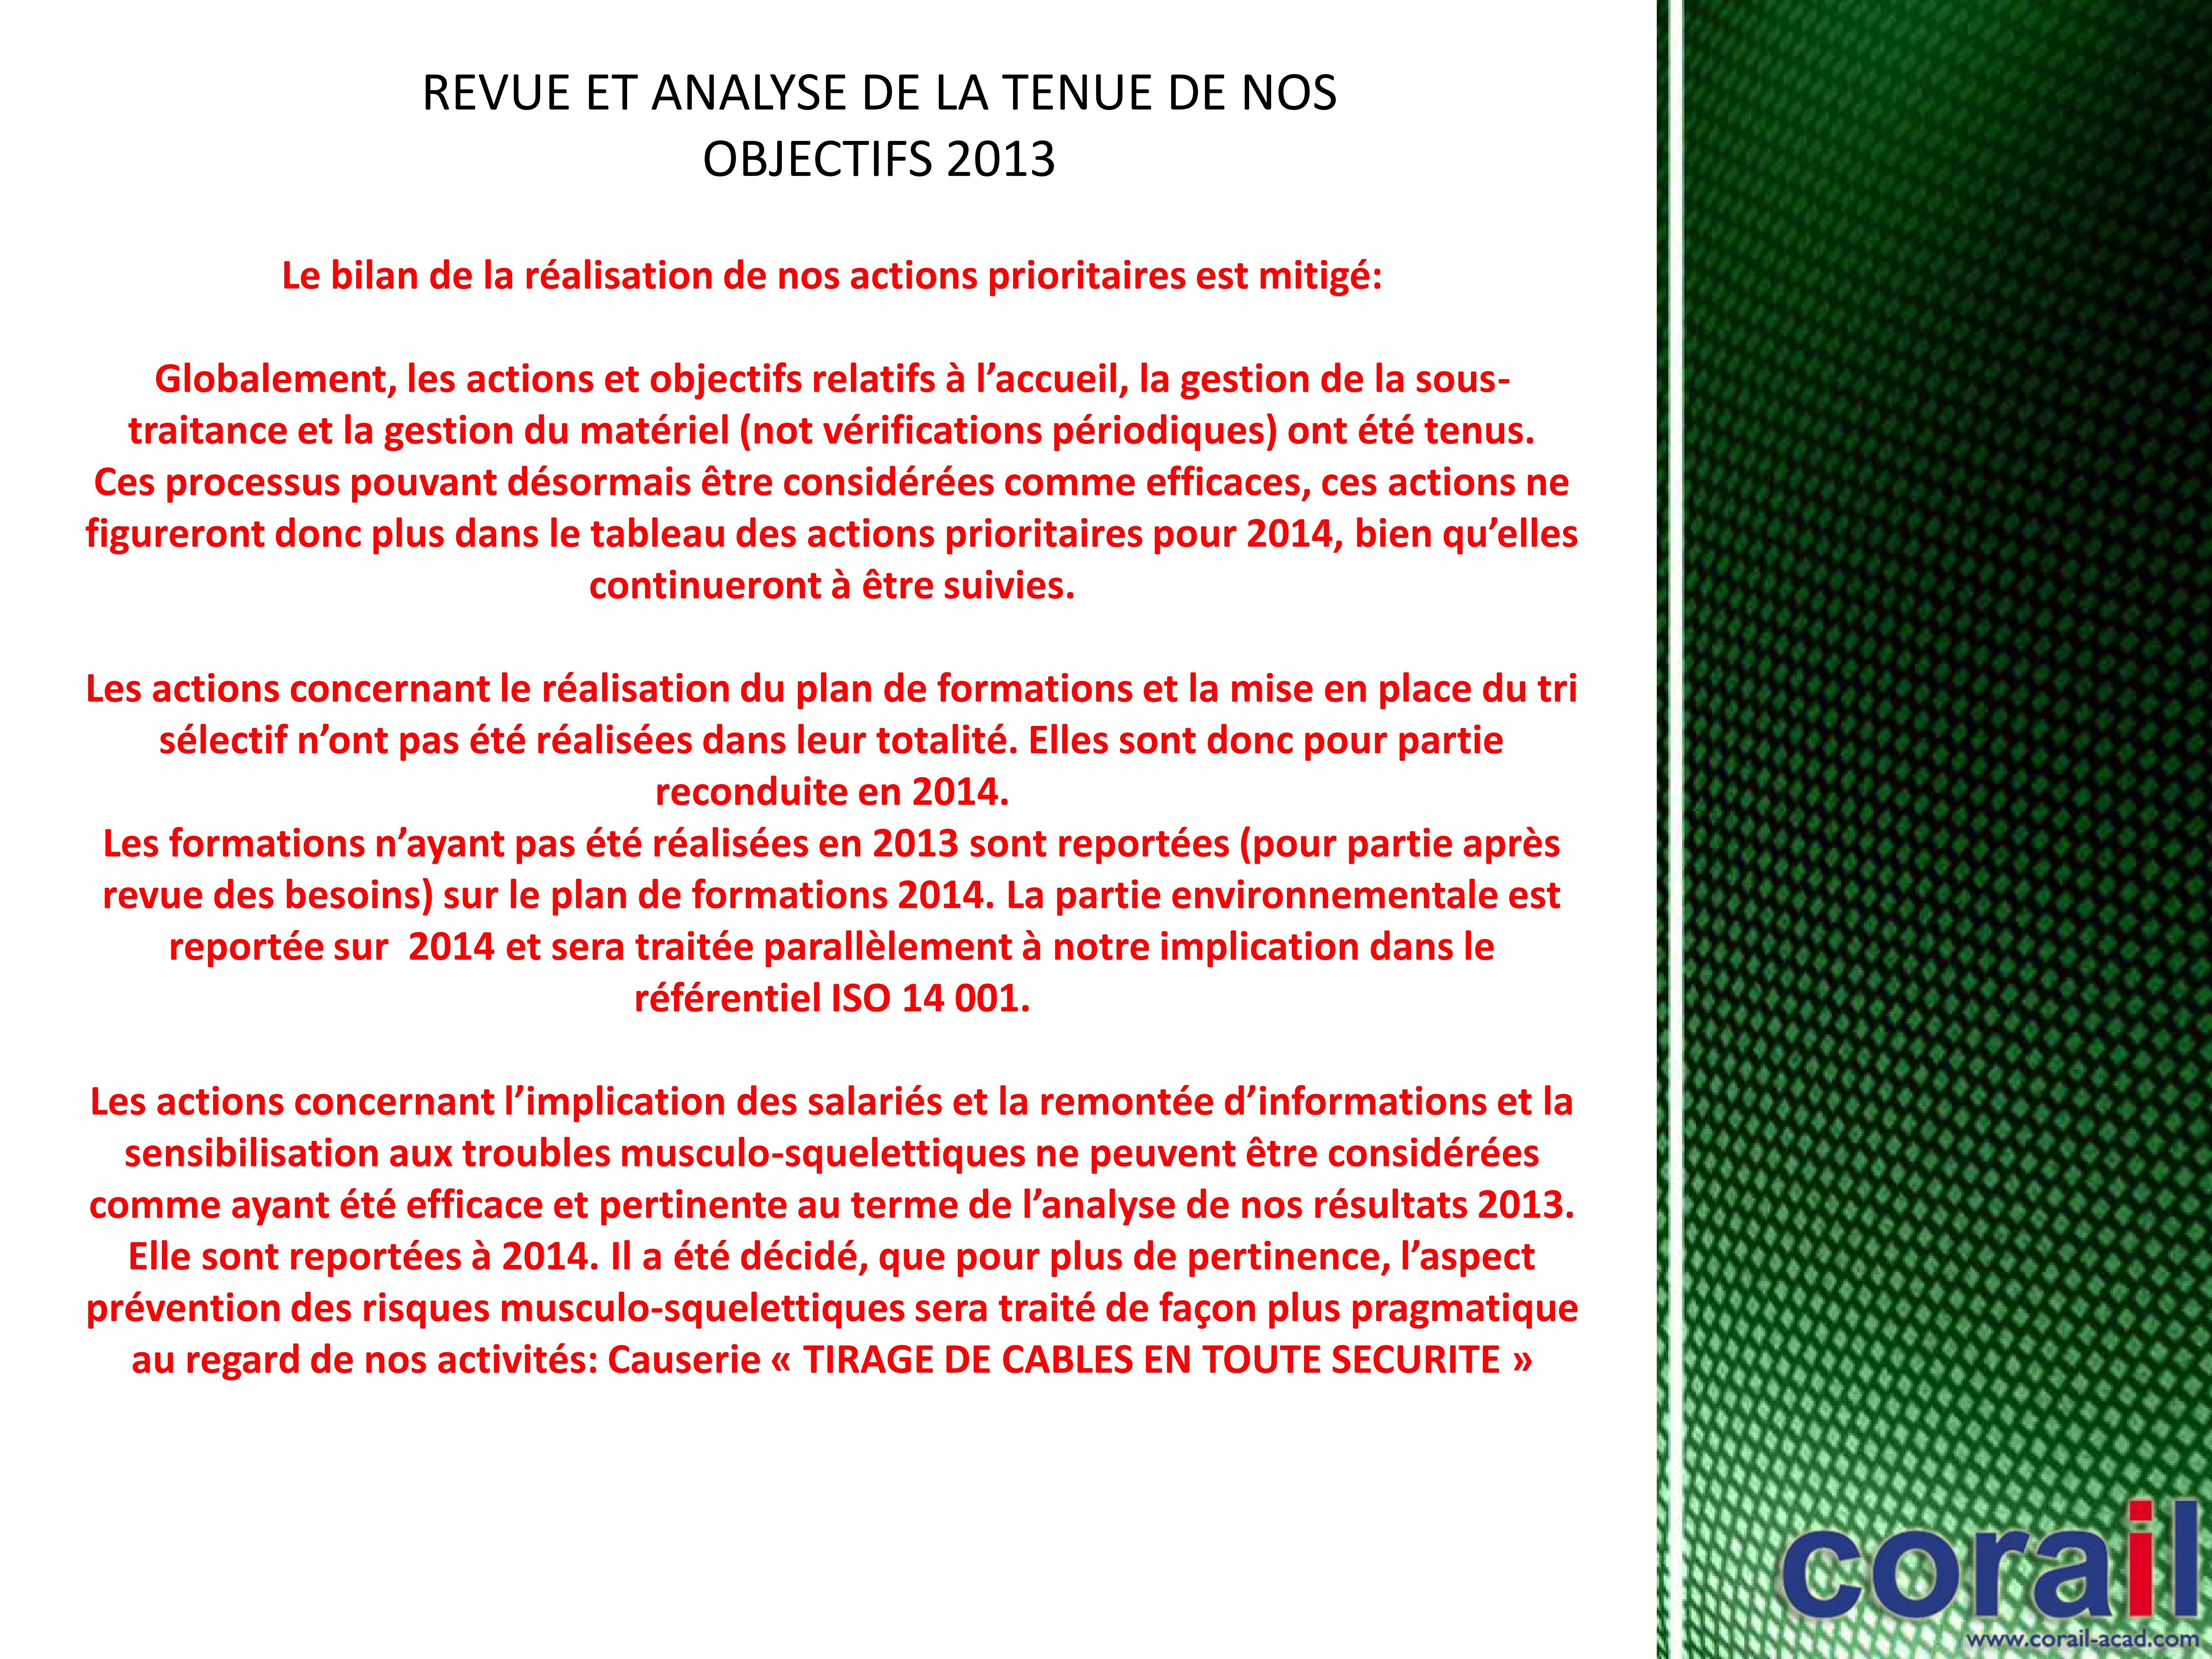 REVUE ET ANALYSE DE LA TENUE DE NOS
OBJECTIFS 2013
Le bilan de la réalisation de nos actions prioritaires est mitigé:
Globalement, les actions et objectifs relatifs à l’accueil, la gestion de la sous-
traitance et la gestion du matériel (not vérifications périodiques) ont été tenus.
Ces processus pouvant désormais être considérées comme efficaces, ces actions ne
figureront donc plus dans le tableau des actions prioritaires pour 2014, bien qu’elles
continueront à être suivies.
Les actions concernant le réalisation du plan de formations et la mise en place du tri
sélectif n’ont pas été réalisées dans leur totalité. Elles sont donc pour partie
reconduite en 2014.
Les formations n’ayant pas été réalisées en 2013 sont reportées (pour partie après
revue des besoins) sur le plan de formations 2014. La partie environnementale est
reportée sur  2014 et sera traitée parallèlement à notre implication dans le
référentiel ISO 14 001.
Les actions concernant l’implication des salariés et la remontée d’informations et la
sensibilisation aux troubles musculo-squelettiques ne peuvent être considérées
comme ayant été efficace et pertinente au terme de l’analyse de nos résultats 2013.
Elle sont reportées à 2014. Il a été décidé, que pour plus de pertinence, l’aspect
prévention des risques musculo-squelettiques sera traité de façon plus pragmatique
au regard de nos activités: Causerie « TIRAGE DE CABLES EN TOUTE SECURITE »
corail
www.corail-acad.com